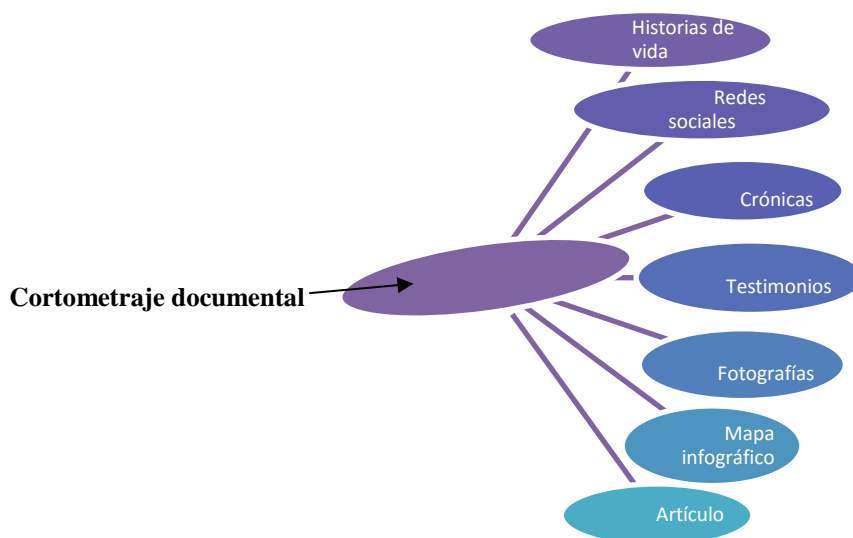 Historias de
vida
Redes
sociales
Crónicas
Testimonios
Cortometraje documental
Fotografías
Mapa
infográfico
Artículo